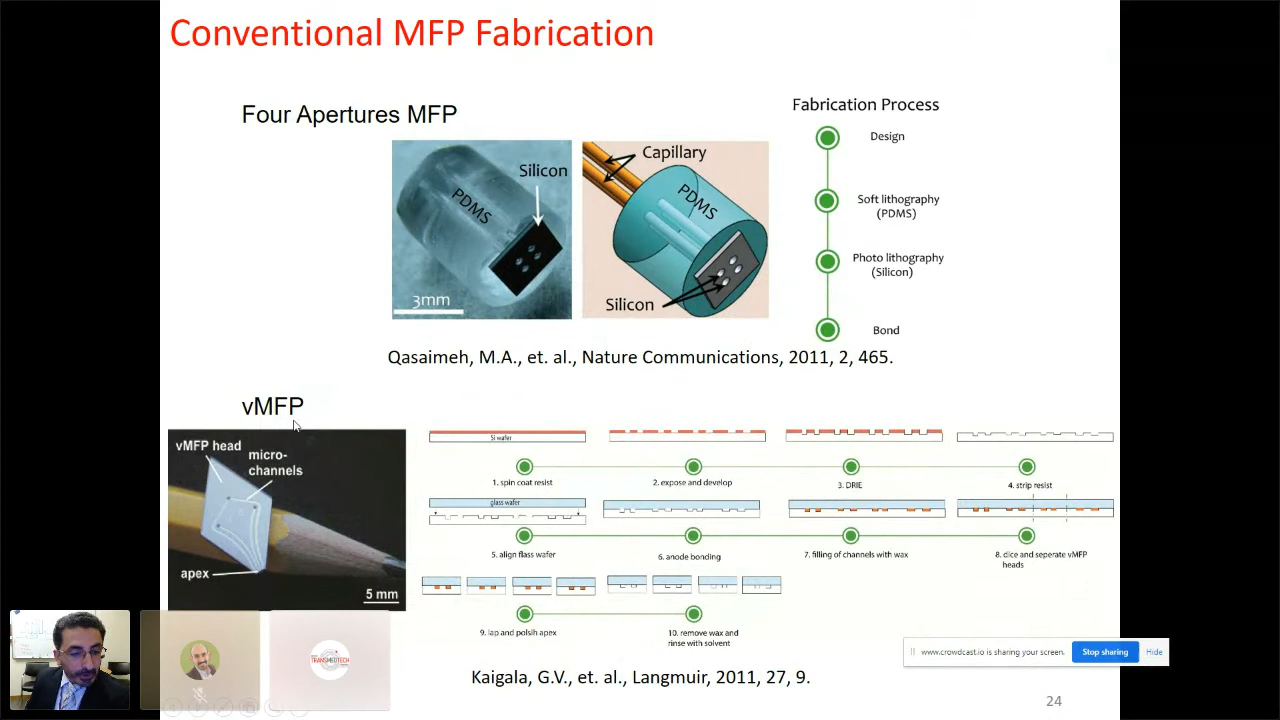 Conventional MFP Fabrication
Four Apertures MFP
Silicon
PDMS
3mm
Capillary
PDMS
Silicon
Fabrication Process
Design
Soft lithography
(PDMS)
Photo lithography
(Silicon)
Bond
Qasaimeh, M.A., et. al., Nature Communications, 2011, 2, 465.
vMFP
vMFP head
micro-
channels
apex
5 mm
Si wafer
1. spin coat resist
2. expose and develop
3. DRIE
4. strip resist
glass wafer
5. align flass wafer
6. anode bonding
7. filling of channels with wax
8. dice and seperate vMFP
heads
9. lap and polsih apex
10. remove wax and
rinse with solvent
Kaigala, G.V., et. al., Langmuir, 2011, 27, 9.
TRANSMEDTECH
www.crowdcast.io is sharing your screen.
Stop sharing
Hide
24